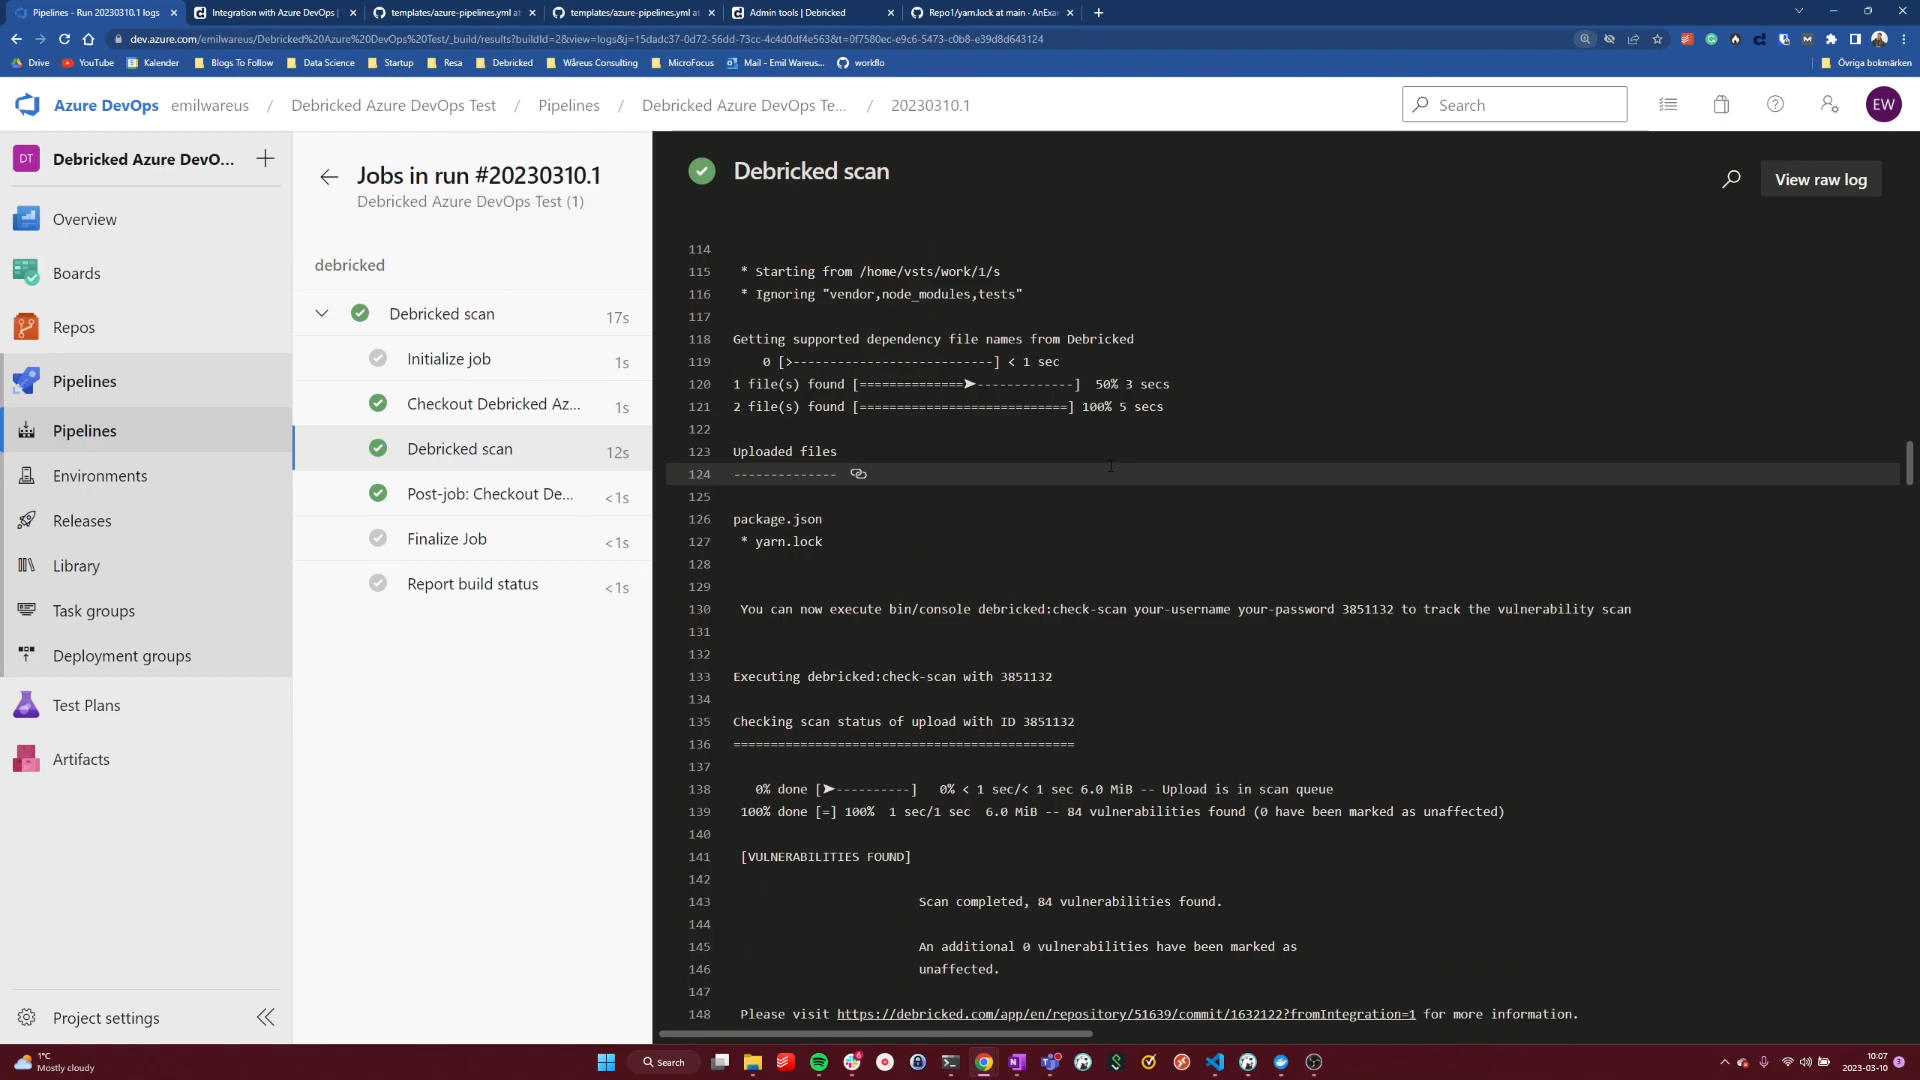 Pipelines - Run 20230310.1 logs
Integration with Azure DevOps |
templates/azure-pipelines.yml at
templates/azure-pipelines.yml at
Admin tools | Debricked
Repo1/yarn.lock at main · AnExa
dev.azure.com/emilwareus/Debricked%20Azure%20DevOps%20Test/_build/results?buildId=2&view=logs&j=15dadc37-0d72-56dd-73cc-4c4d0df4e563&t=0f7580ec-e9c6-5473-c0b8-e39d8d643124
Drive YouTube Kalender Blogs To Follow Data Science Startup Resa Debricked Wåreus Consulting MicroFocus Mail - Emil Wareus... workflo Övriga bokmärken
Azure DevOps emilwareus / Debricked Azure DevOps Test / Pipelines / Debricked Azure DevOps Te... / 20230310.1
Search
EW
DT Debricked Azure DevO...
Overview
Boards
Repos
Pipelines
Pipelines
Environments
Releases
Library
Task groups
Deployment groups
Test Plans
Artifacts
Project settings
Jobs in run #20230310.1
Debricked Azure DevOps Test (1)
debricked
Debricked scan 17s
Initialize job 1s
Checkout Debricked Az... 1s
Debricked scan 12s
Post-job: Checkout De... <1s
Finalize Job <1s
Report build status <1s
Debricked scan
View raw log
114
115 * Starting from /home/vsts/work/1/s
116 * Ignoring "vendor,node_modules,tests"
117
118 Getting supported dependency file names from Debricked
119 0 [>---------------------------] < 1 sec
120 1 file(s) found [==============➤-------------] 50% 3 secs
121 2 file(s) found [============================] 100% 5 secs
122
123 Uploaded files
124 --------------
125
126 package.json
127 * yarn.lock
128
129
130 You can now execute bin/console debricked:check-scan your-username your-password 3851132 to track the vulnerability scan
131
132
133 Executing debricked:check-scan with 3851132
134
135 Checking scan status of upload with ID 3851132
136 ==============================================
137
138 0% done [➤----------] 0% < 1 sec/< 1 sec 6.0 MiB -- Upload is in scan queue
139 100% done [=] 100% 1 sec/1 sec 6.0 MiB -- 84 vulnerabilities found (0 have been marked as unaffected)
140
141 [VULNERABILITIES FOUND]
142
143 Scan completed, 84 vulnerabilities found.
144
145 An additional 0 vulnerabilities have been marked as
146 unaffected.
147
148 Please visit https://debricked.com/app/en/repository/51639/commit/1632122?fromIntegration=1 for more information.
1°C
Mostly cloudy
Search
10:07
2023-03-10
3